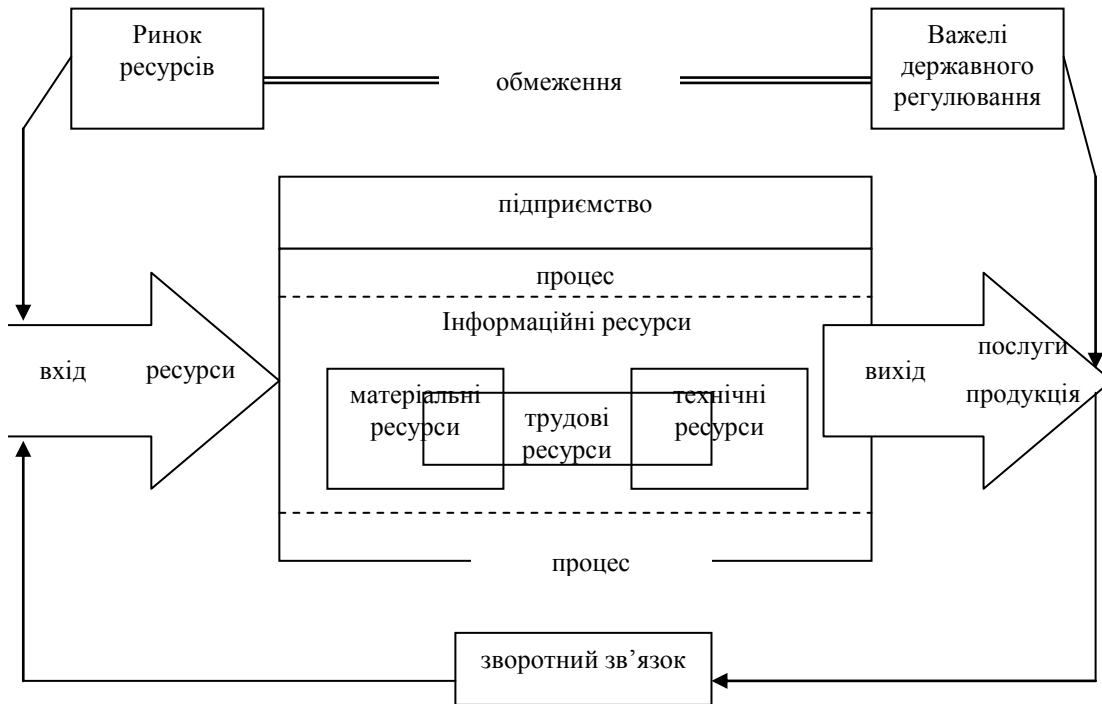 Ринок
ресурсів
обмеження
Важелі
державного
регулювання
підприємство
процес
Інформаційні ресурси
вхід
ресурси
матеріальні
ресурси
трудові
ресурси
технічні
ресурси
вихід
послуги
продукція
процес
зворотний зв’язок